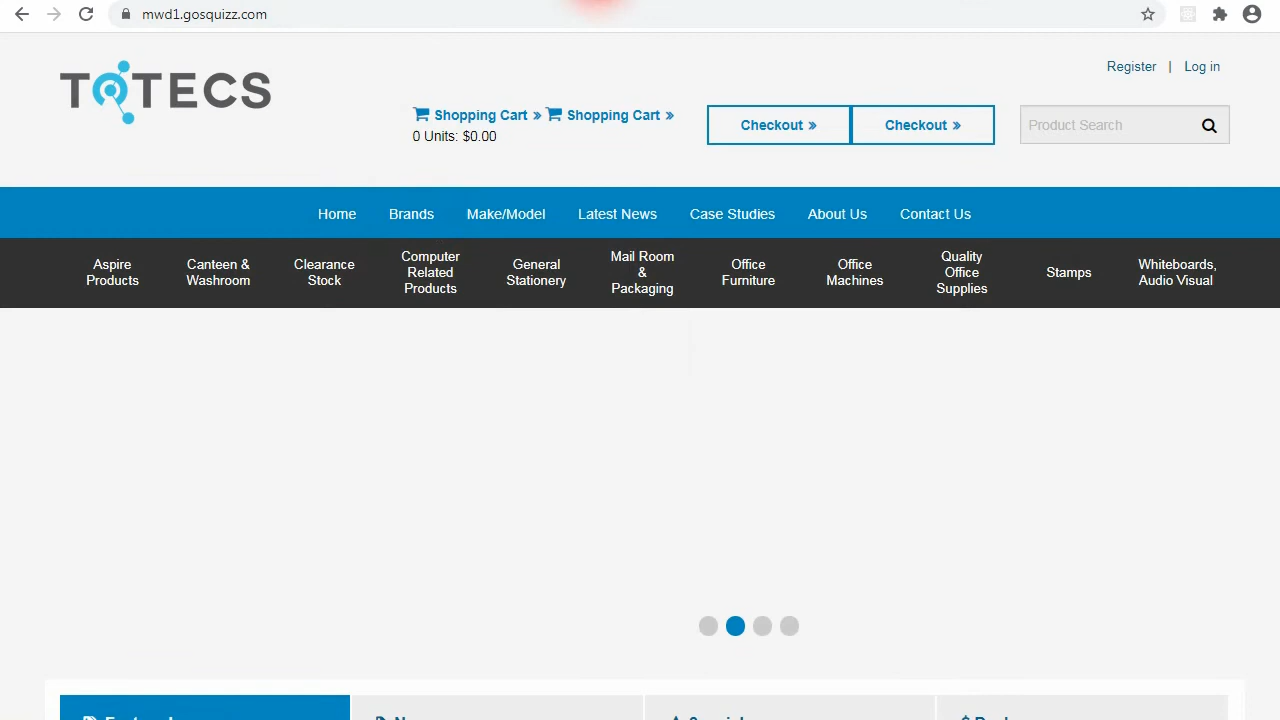 mwd1.gosquizz.com
TOTECS
Register | Log in
Shopping Cart » Shopping Cart »
0 Units: $0.00
Checkout » Checkout »
Product Search
Home Brands Make/Model Latest News Case Studies About Us Contact Us
Aspire
Products
Canteen &
Washroom
Clearance
Stock
Computer
Related
Products
General
Stationery
Mail Room
&
Packaging
Office
Furniture
Office
Machines
Quality
Office
Supplies
Stamps
Whiteboards,
Audio Visual